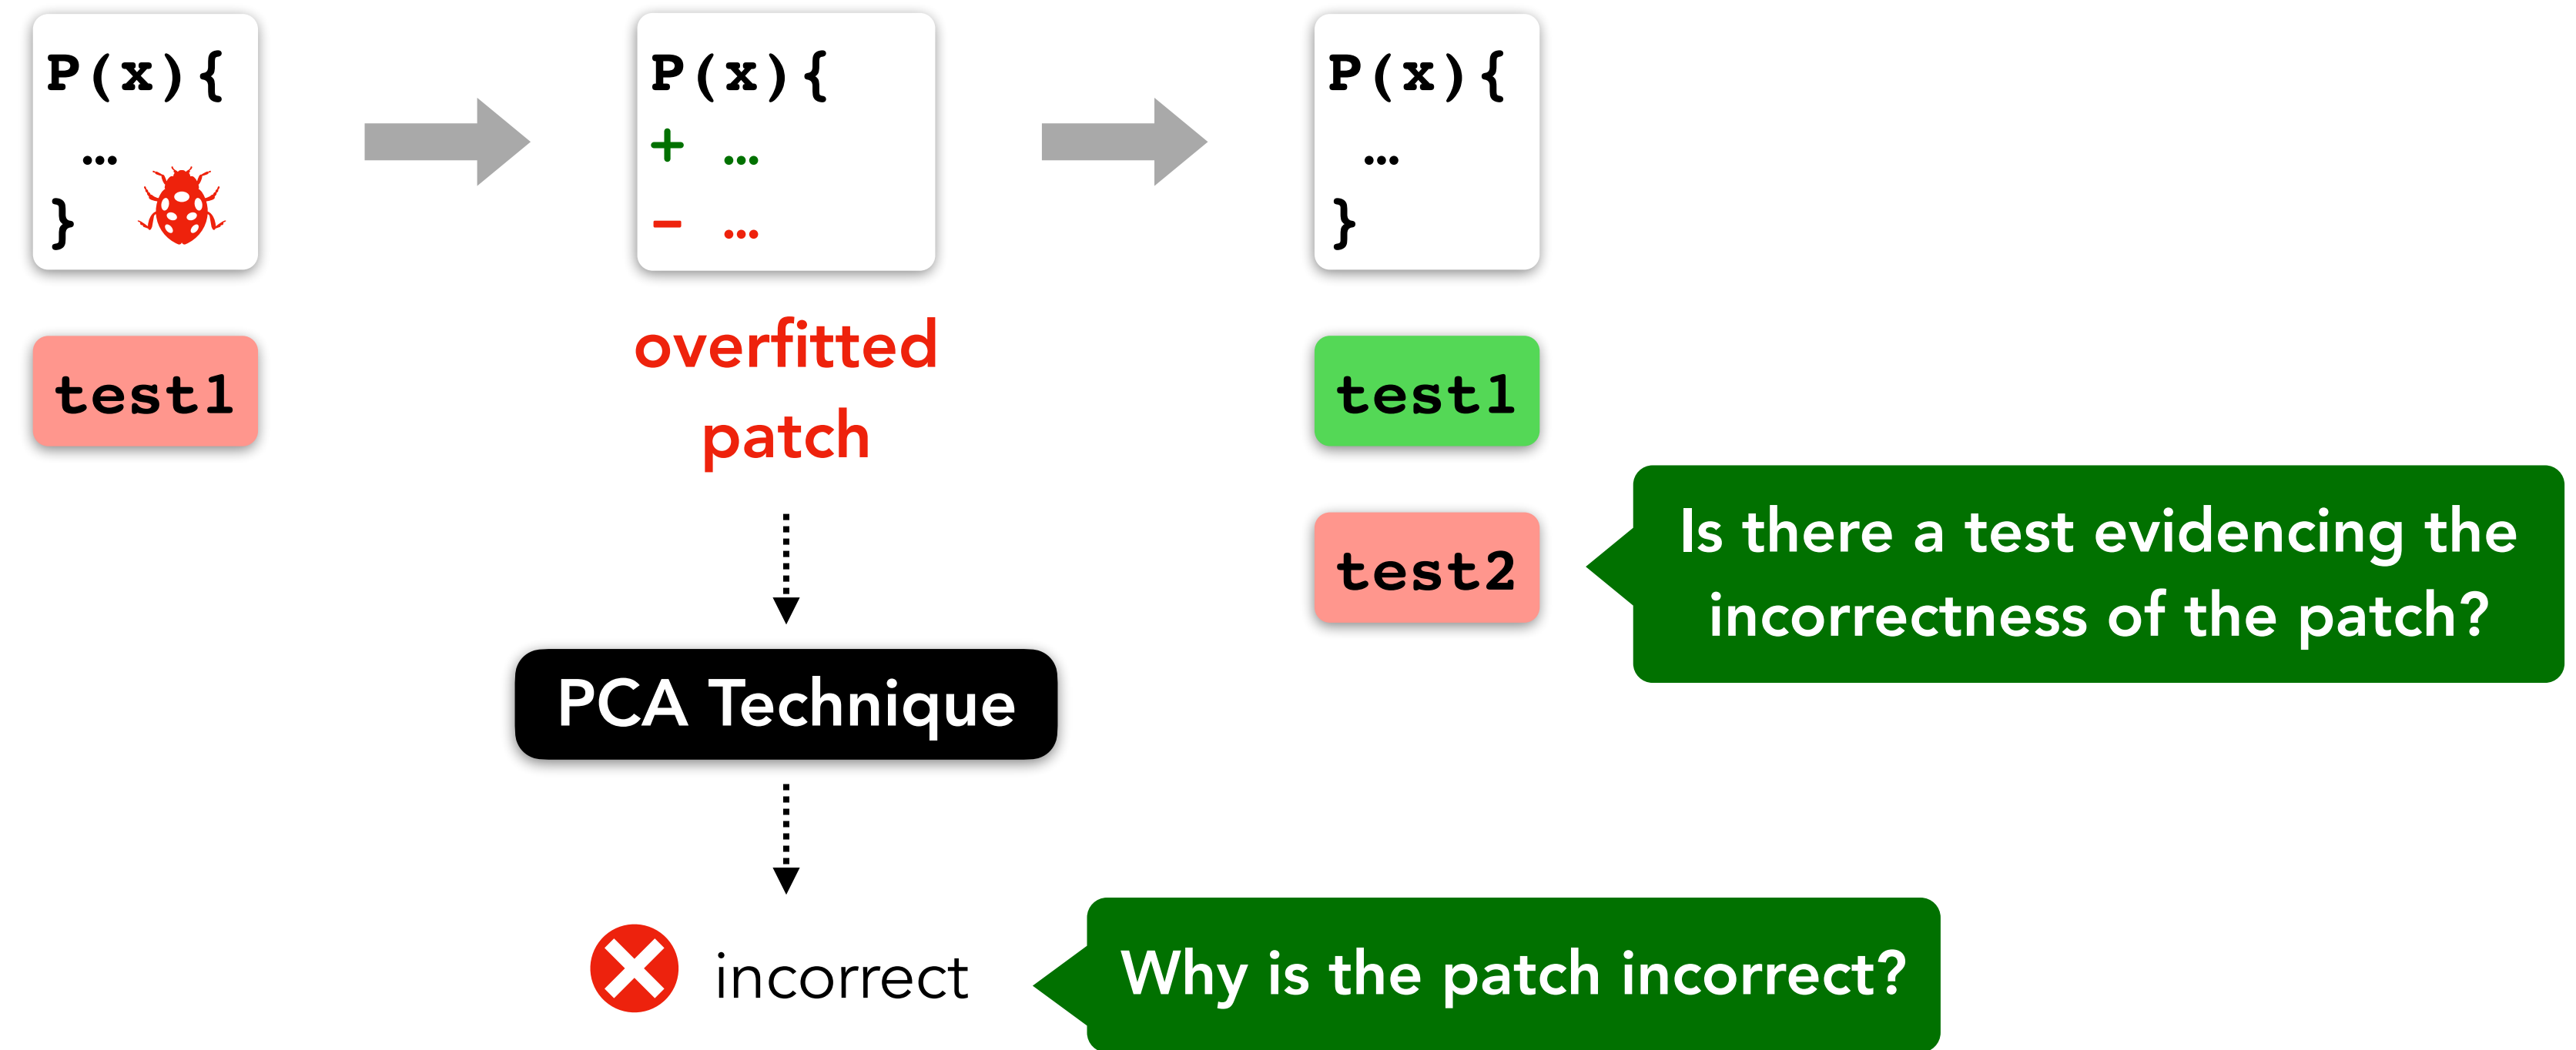 P(x){
…
}
test1
P(x){
+ …
- …
overfitted
patch
PCA Technique
incorrect
P(x){
…
}
test1
test2
Is there a test evidencing the
incorrectness of the patch?
Why is the patch incorrect?